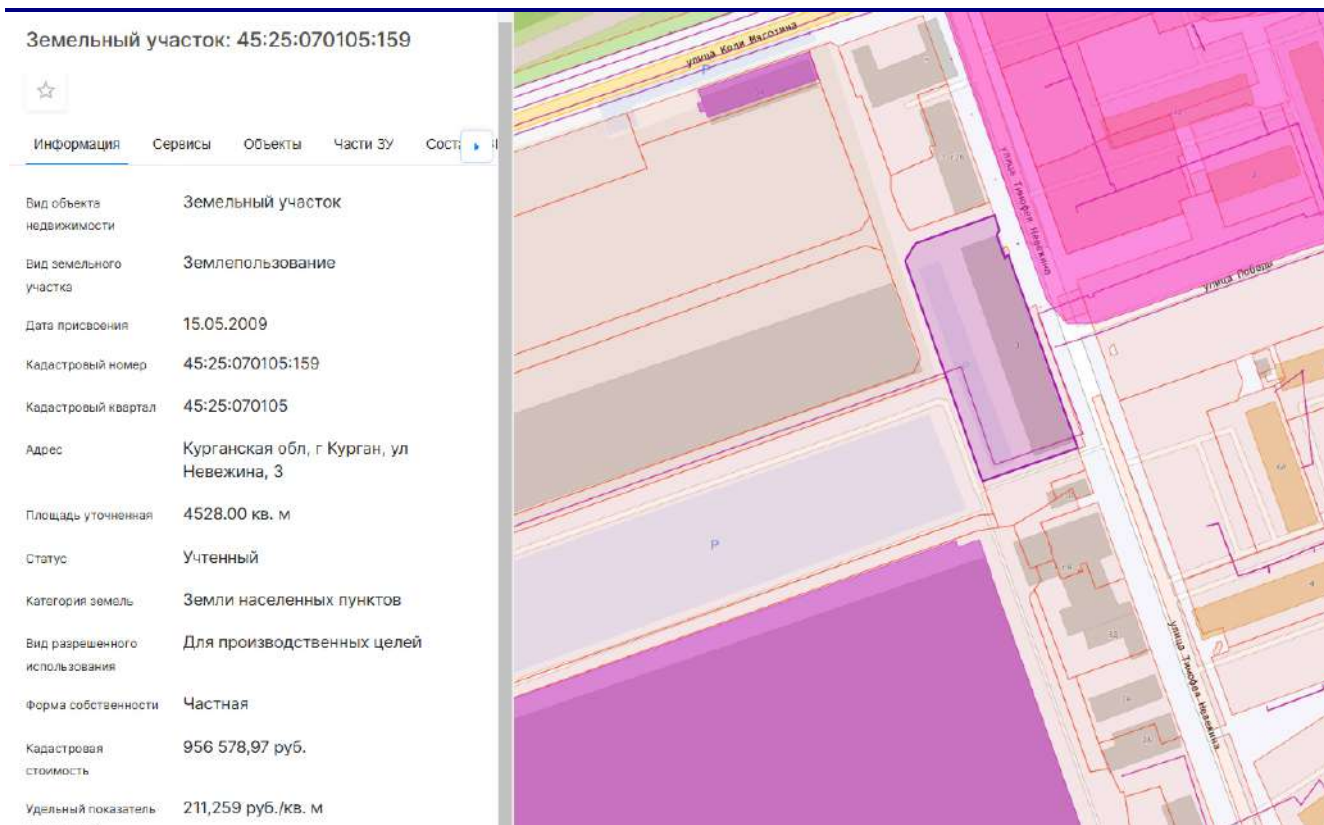 Земельный участок: 45:25:070105:159
Информация Сервисы Объекты Части ЗУ
Вид объекта недвижимости
Земельный участок
Вид земельного участка
Землепользование
Дата присвоения
15.05.2009
Кадастровый номер
45:25:070105:159
Кадастровый квартал
45:25:070105
Адрес
Курганская обл, г Курган, ул
Невежина, 3
Площадь уточненная
4528.00 кв. м
Статус
Учтенный
Категория земель
Земли населенных пунктов
Вид разрешенного
использования
Для производственных целей
Форма собственности
Частная
Кадастровая
стоимость
956 578,97 руб.
Удельный показатель
211,259 руб./кв. м
улица Коли Мяготина
P
улица Тимофея Невежина
улица Победы
P
улица Тимофея Невежина